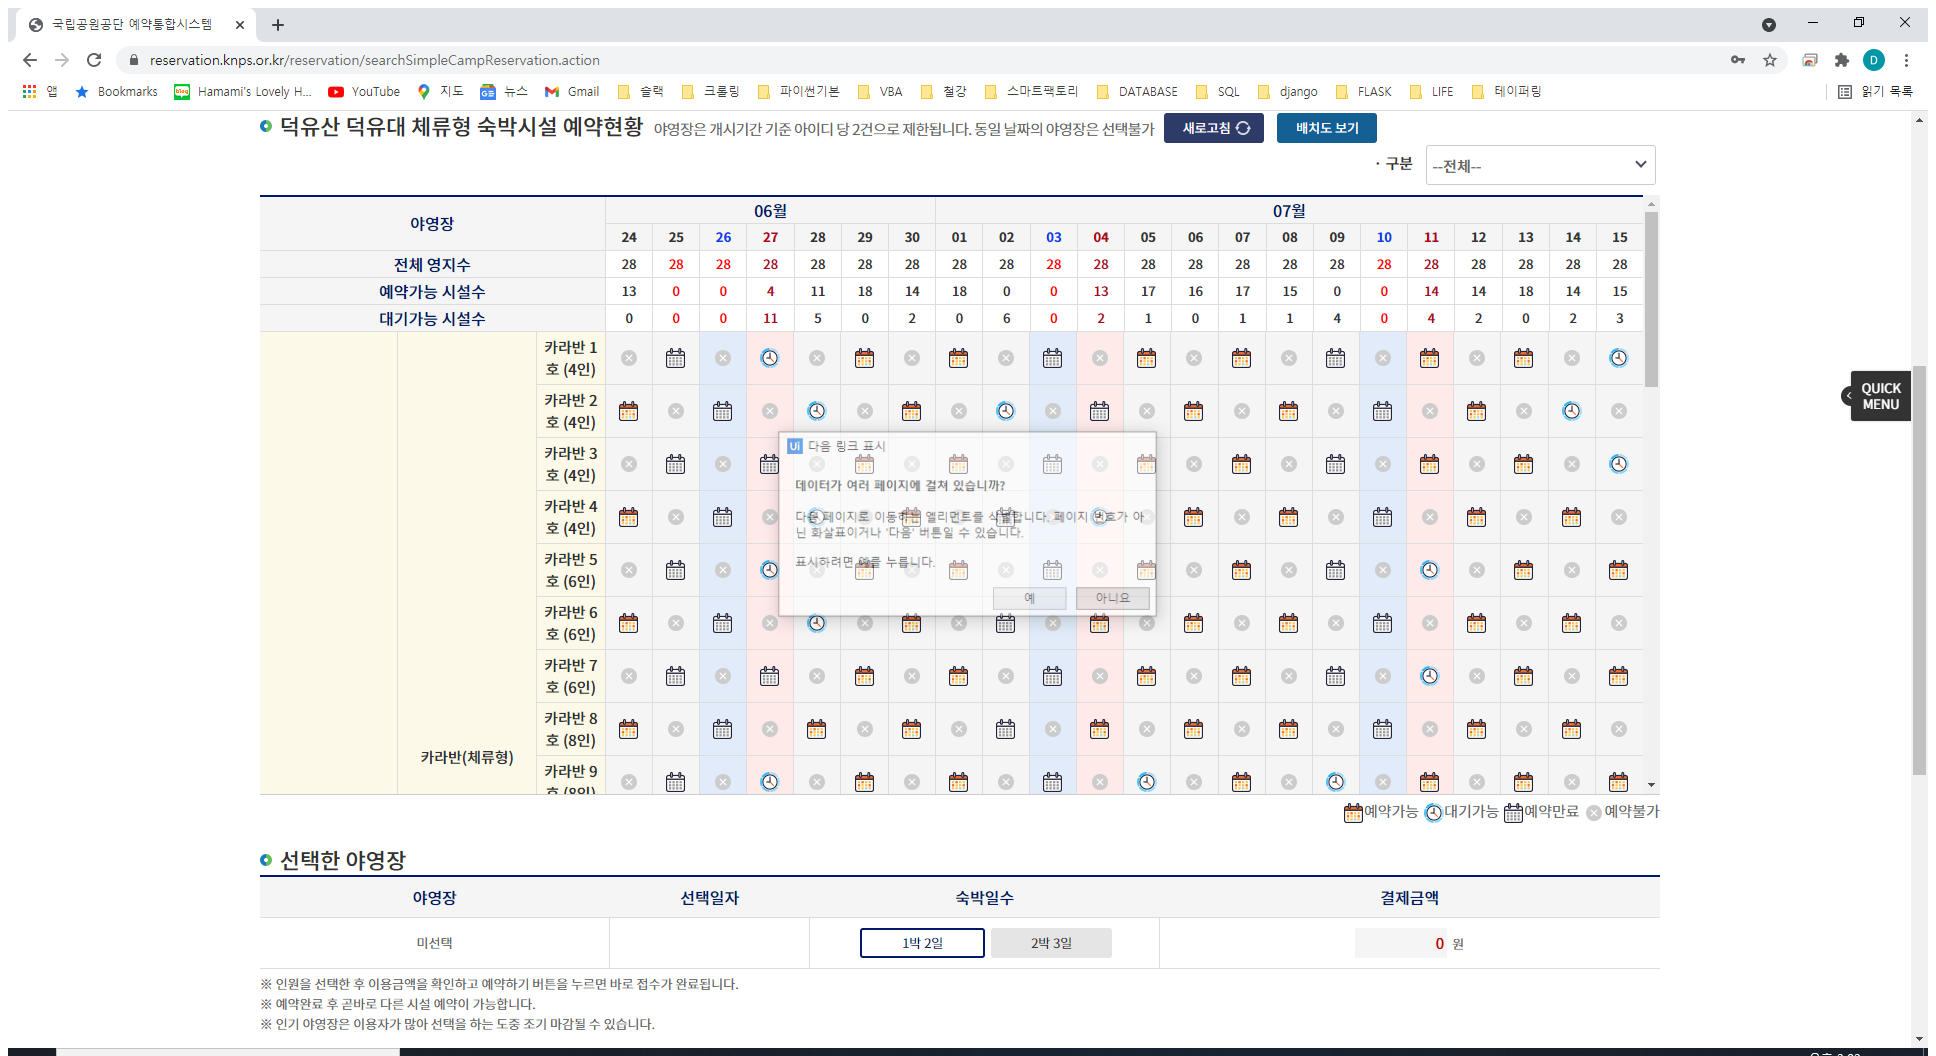 국립공원공단 예약통합시스템
reservation.knps.or.kr/reservation/searchSimpleCampReservation.action
D
앱 Bookmarks Hamami's Lovely H... YouTube 지도 뉴스 Gmail 슬랙 크롬링 파이썬기본 VBA 철강 스마트팩토리 DATABASE SQL django FLASK LIFE 테이퍼링 읽기 목록
덕유산 덕유대 체류형 숙박시설 예약현황 야영장은 개시기간 기준 아이디 당 2건으로 제한됩니다. 동일 날짜의 야영장은 선택불가 새로고침 배치도 보기
· 구분 --전체--
야영장 06월 07월
24 25 26 27 28 29 30 01 02 03 04 05 06 07 08 09 10 11 12 13 14 15
전체 영지수 28 28 28 28 28 28 28 28 28 28 28 28 28 28 28 28 28 28 28 28 28 28
예약가능 시설수 13 0 0 4 11 18 14 18 0 0 13 17 16 17 15 0 0 14 14 18 14 15
대기가능 시설수 0 0 0 11 5 0 2 0 6 0 2 1 0 1 1 4 0 4 2 0 2 3
카라반 1
호 (4인)
카라반 2
호 (4인)
카라반 3
호 (4인)
카라반 4
호 (4인)
카라반 5
호 (6인)
카라반 6
호 (6인)
카라반 7
호 (6인)
카라반 8
호 (8인)
카라반(체류형)
카라반 9
호 (8인)
QUICK
MENU
Ui 다음 링크 표시
데이터가 여러 페이지에 걸쳐 있습니까?
다음 페이지로 이동하는 엘리먼트를 식별합니다. 페이지 번호가 아
닌 화살표이거나 '다음' 버튼일 수 있습니다.
표시하려면 예를 누릅니다.
예 아니요
예약가능 대기가능 예약만료 예약불가
선택한 야영장
야영장 선택일자 숙박일수 결제금액
미선택 1박 2일 2박 3일 0 원
※ 인원을 선택한 후 이용금액을 확인하고 예약하기 버튼을 누르면 바로 접수가 완료됩니다.
※ 예약완료 후 곧바로 다른 시설 예약이 가능합니다.
※ 인기 야영장은 이용자가 많아 선택을 하는 도중 조기 마감될 수 있습니다.